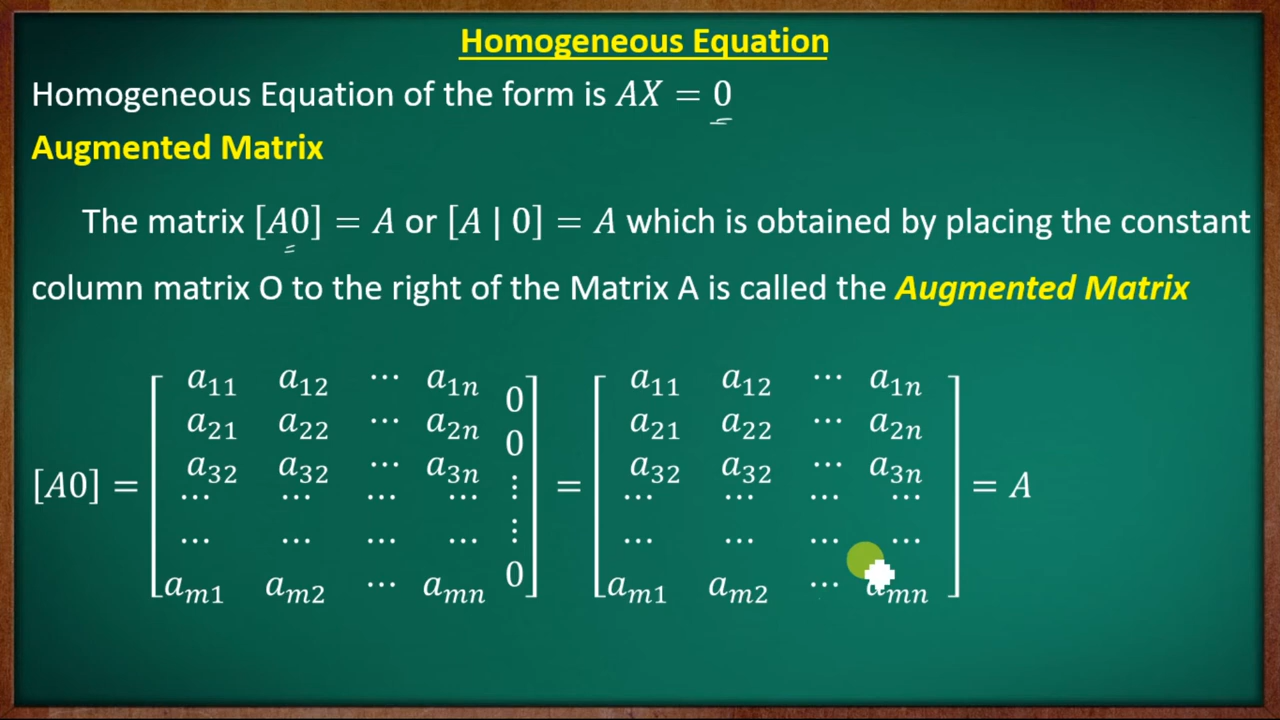 Homogeneous Equation
Homogeneous Equation of the form is AX = 0
Augmented Matrix
The matrix [A0] = A or [A | 0] = A which is obtained by placing the constant
column matrix O to the right of the Matrix A is called the Augmented Matrix
[A0] = [ a₁₁ a₁₂ ⋯ a₁ₙ 0 ] = [ a₁₁ a₁₂ ⋯ a₁ₙ ] = A
a₂₁ a₂₂ ⋯ a₂ₙ 0 a₂₁ a₂₂ ⋯ a₂ₙ
a₃₂ a₃₂ ⋯ a₃ₙ ⋮ a₃₂ a₃₂ ⋯ a₃ₙ
⋯ ⋯ ⋯ ⋯ ⋯ ⋯ ⋯ ⋯
⋯ ⋯ ⋯ ⋯ ⋮ ⋯ ⋯ ⋯ ⋯
aₘ₁ aₘ₂ ⋯ aₘₙ 0 aₘ₁ aₘ₂ ⋯ aₘₙ